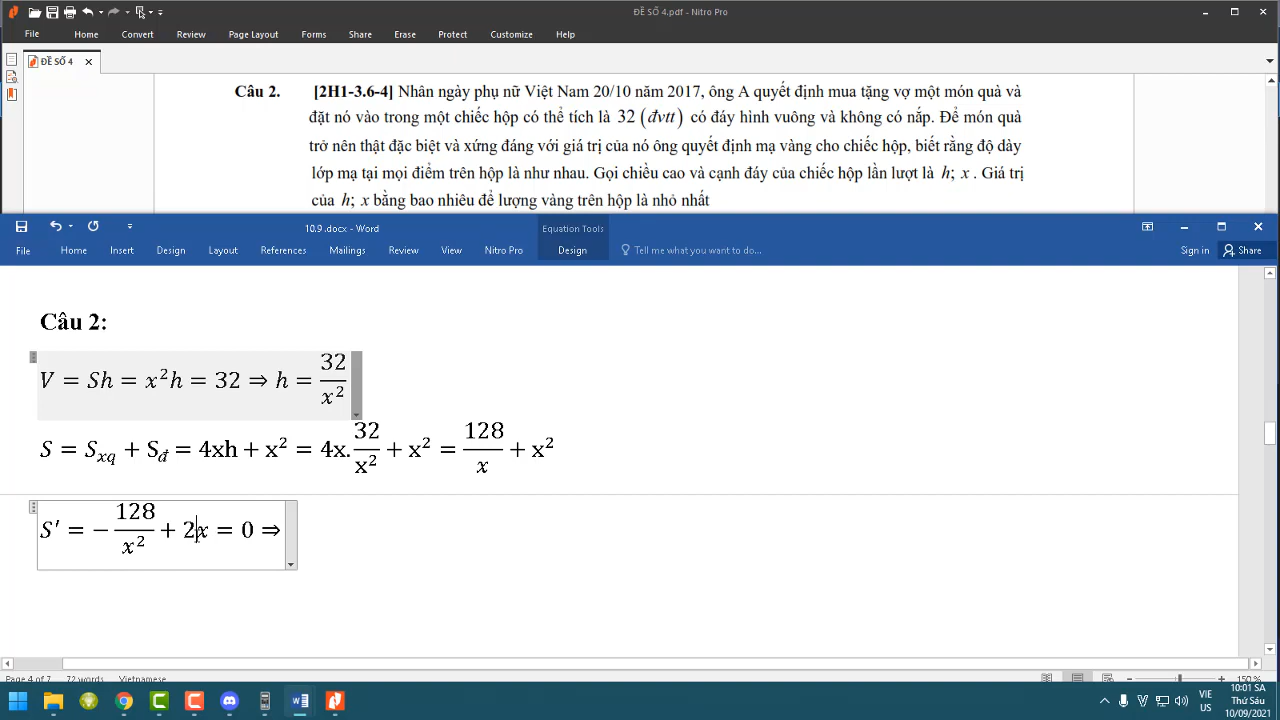 ĐỀ SỐ 4.pdf - Nitro Pro
File Home Convert Review Page Layout Forms Share Erase Protect Customize Help
ĐỀ SỐ 4
Câu 2. [2H1-3.6-4] Nhân ngày phụ nữ Việt Nam 20/10 năm 2017, ông A quyết định mua tặng vợ một món quà và
đặt nó vào trong một chiếc hộp có thể tích là 32 (đvtt) có đáy hình vuông và không có nắp. Để món quà
trở nên thật đặc biệt và xứng đáng với giá trị của nó ông quyết định mạ vàng cho chiếc hộp, biết rằng độ dày
lớp mạ tại mọi điểm trên hộp là như nhau. Gọi chiều cao và cạnh đáy của chiếc hộp lần lượt là h; x . Giá trị
của h; x bằng bao nhiêu để lượng vàng trên hộp là nhỏ nhất
10.9.docx - Word Equation Tools
File Home Insert Design Layout References Mailings Review View Nitro Pro Design Tell me what you want to do... Sign in Share
Câu 2:
V = Sh = x²h = 32 ⇒ h = 32/x²
S = S_xq + S_đ = 4xh + x² = 4x.32/x² + x² = 128/x + x²
S′ = −128/x² + 2x = 0 ⇒
Page 4 of 7 72 words Vietnamese 150 %
VIE
US
10:01 SA
Thứ Sáu
10/09/2021